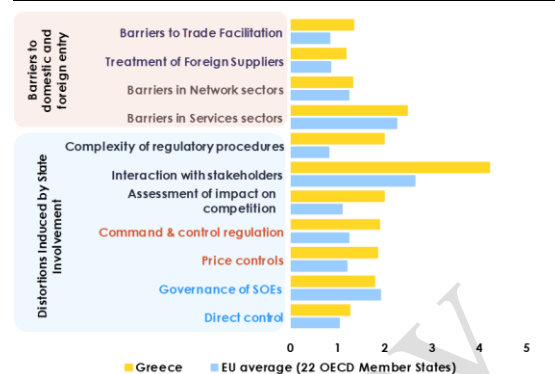 Barriers to
domestic and
foreign entry
Barriers to Trade Facilitation
Treatment of Foreign Suppliers
Barriers in Network sectors
Barriers in Services sectors
Distortions Induced by State
Involvement
Complexity of regulatory procedures
Interaction with stakeholders
Assessment of impact on
competition
Command & control regulation
Price controls
Governance of SOEs
Direct control
0 1 2 3 4 5
Greece EU average (22 OECD Member States)